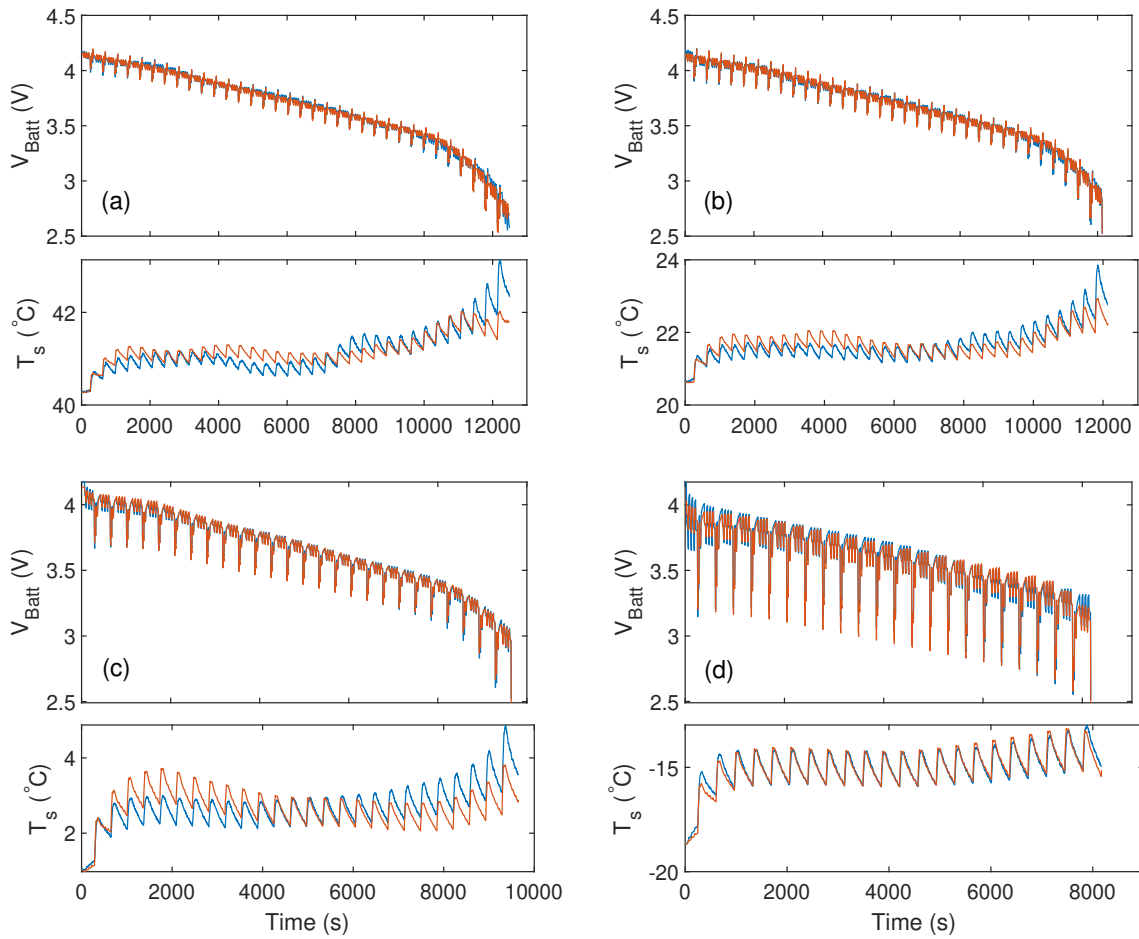 4.5
4
3.5
3
2.5
V_Batt (V)
(a)
42
40
T_s (°C)
0 2000 4000 6000 8000 10000 12000
4.5
4
3.5
3
2.5
V_Batt (V)
(b)
24
22
20
T_s (°C)
0 2000 4000 6000 8000 10000 12000
4
3.5
3
2.5
V_Batt (V)
(c)
4
2
T_s (°C)
0 2000 4000 6000 8000 10000
Time (s)
4
3.5
3
2.5
V_Batt (V)
(d)
-15
-20
T_s (°C)
0 2000 4000 6000 8000
Time (s)